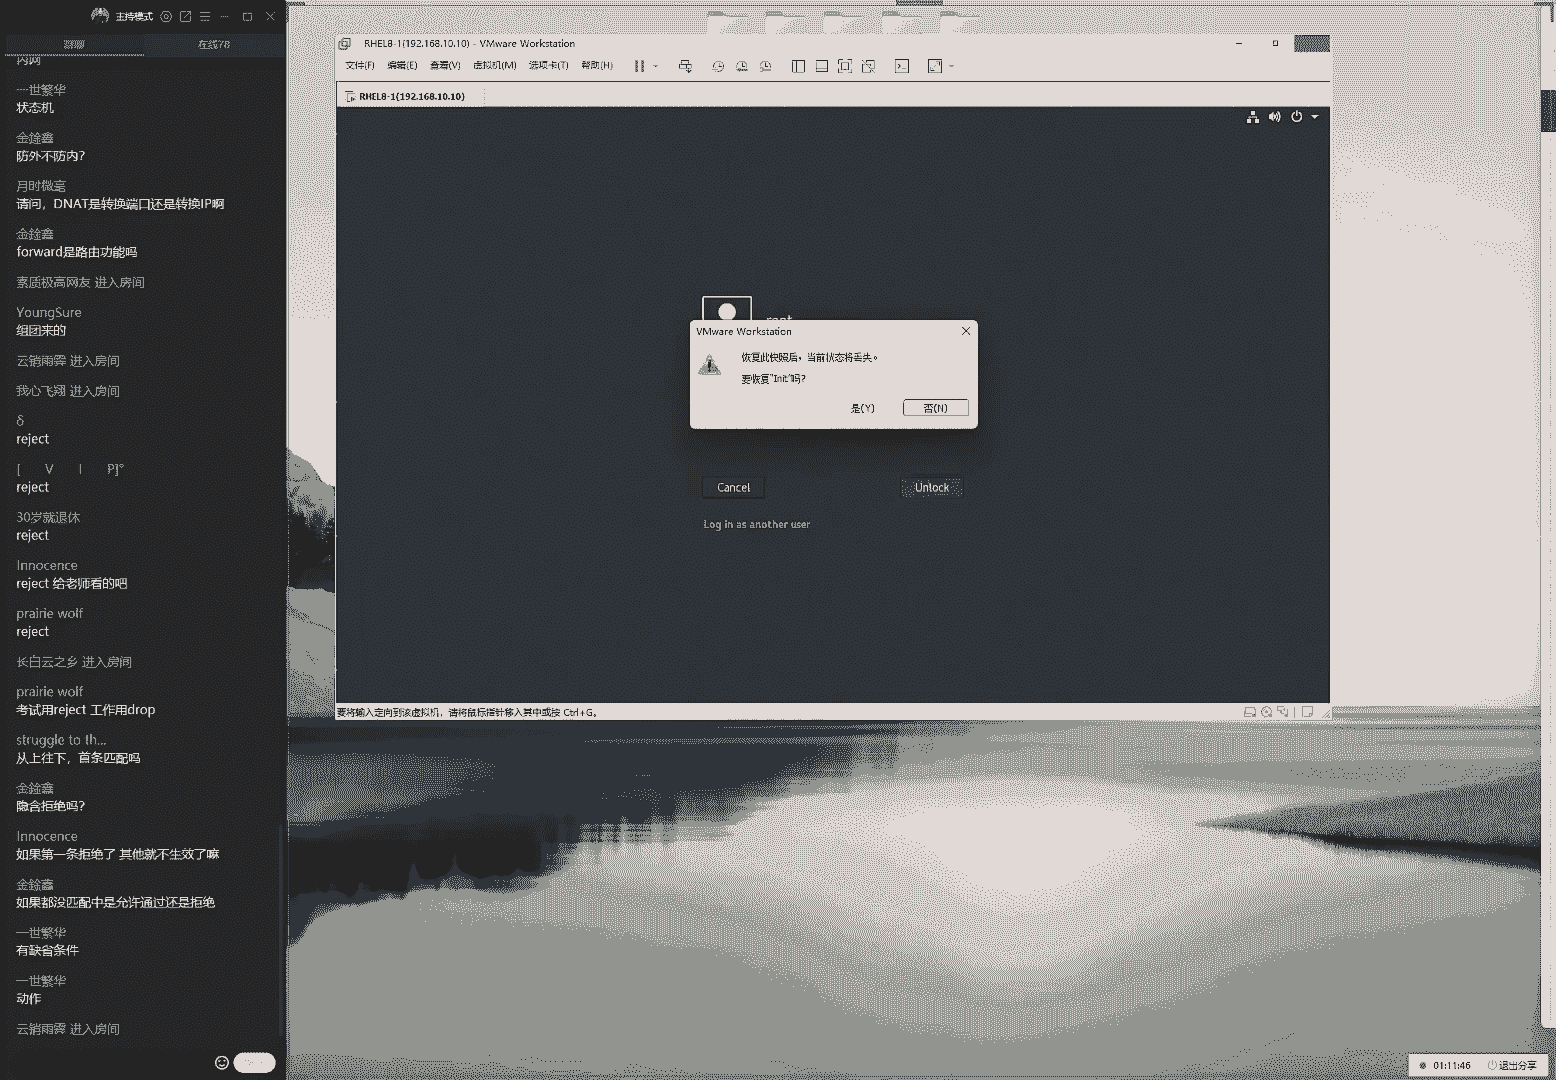 主持模式
聊聊
在线78
内网
一世繁华
状态机
金鍂鑫
防外不防内?
月时微毫
请问，DNAT是转换端口还是转换IP啊
金鍂鑫
forward是路由功能吗
素质极高网友 进入房间
YoungSure
组团来的
云销雨霁 进入房间
我心飞翔 进入房间
δ
reject
[ V I P]°
reject
30岁就退休
reject
Innocence
reject 给老师看的吧
prairie wolf
reject
长白云之乡 进入房间
prairie wolf
考试用reject 工作用drop
struggle to th...
从上往下，首条匹配吗
金鍂鑫
隐含拒绝吗?
Innocence
如果第一条拒绝了 其他就不生效了嘛
金鍂鑫
如果都没匹配中是允许通过还是拒绝
一世繁华
有缺省条件
一世繁华
动作
云销雨霁 进入房间
RHEL8-1(192.168.10.10) - VMware Workstation
文件(F) 编辑(E) 查看(V) 虚拟机(M) 选项卡(T) 帮助(H)
RHEL8-1(192.168.10.10)
root
VMware Workstation
恢复此快照后，当前状态将丢失。
要恢复"Init"吗?
是(Y)
否(N)
Cancel
Unlock
Log in as another user
要将输入定向到该虚拟机，请将鼠标指针移入其中或按 Ctrl+G。
01:11:46
退出分享